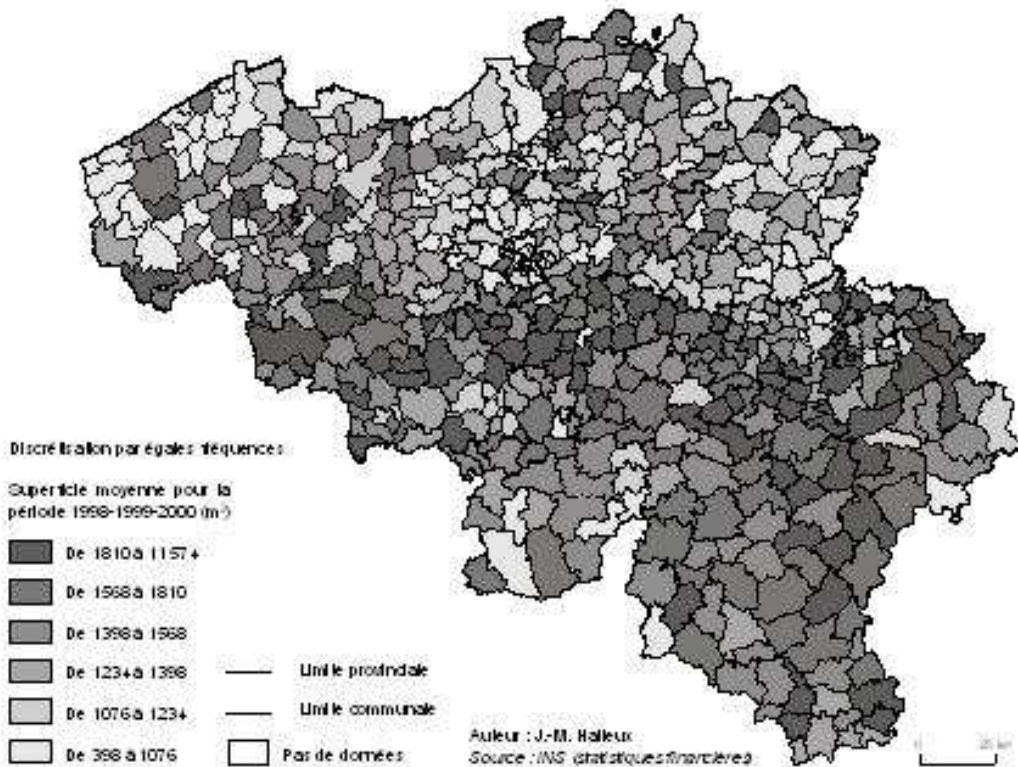 Discrétisation par égales fréquences
Superficie moyenne pour la
période 1998-1999-2000 (m²)
De 1810 à 11574
De 1568 à 1810
De 1398 à 1568
De 1234 à 1398
De 1076 à 1234
De 398 à 1076
Limite provinciale
Limite communale
Pas de données
Auteur : J.-M. Halleux
Source : INS (statistiques financières)
0